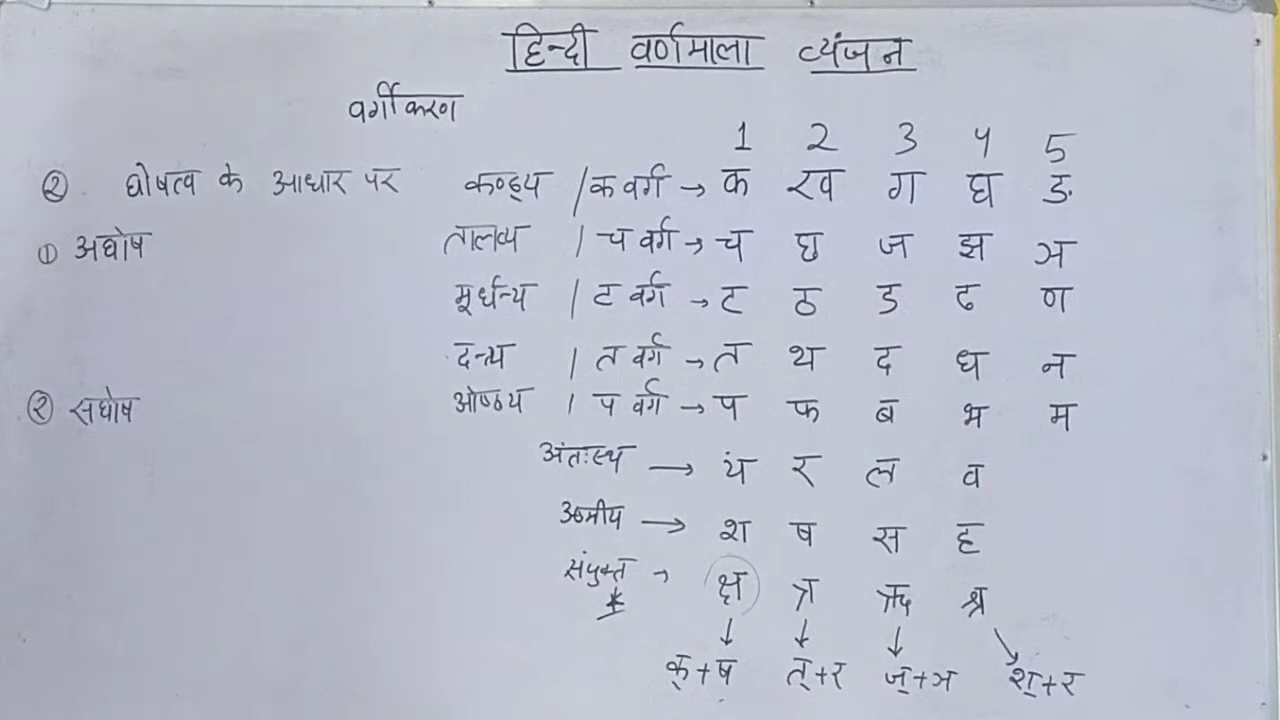 हिन्दी वर्णमाला व्यंजन
वर्गीकरण
1 2 3 4 5
② घोषत्व के आधार पर कण्ठ्य / क वर्ग → क ख ग घ ङ
① अघोष तालव्य / च वर्ग → च छ ज झ ञ
मूर्धन्य / ट वर्ग → ट ठ ड ढ ण
दन्त्य / त वर्ग → त थ द ध न
② सघोष ओष्ठ्य / प वर्ग → प फ ब भ म
अंतःस्थ → य र ल व
ऊष्मीय → श ष स ह
संयुक्त → क्ष त्र ज्ञ श्र
*
↓ ↓ ↓ ↘
क् + ष त् + र ज् + ञ श् + र